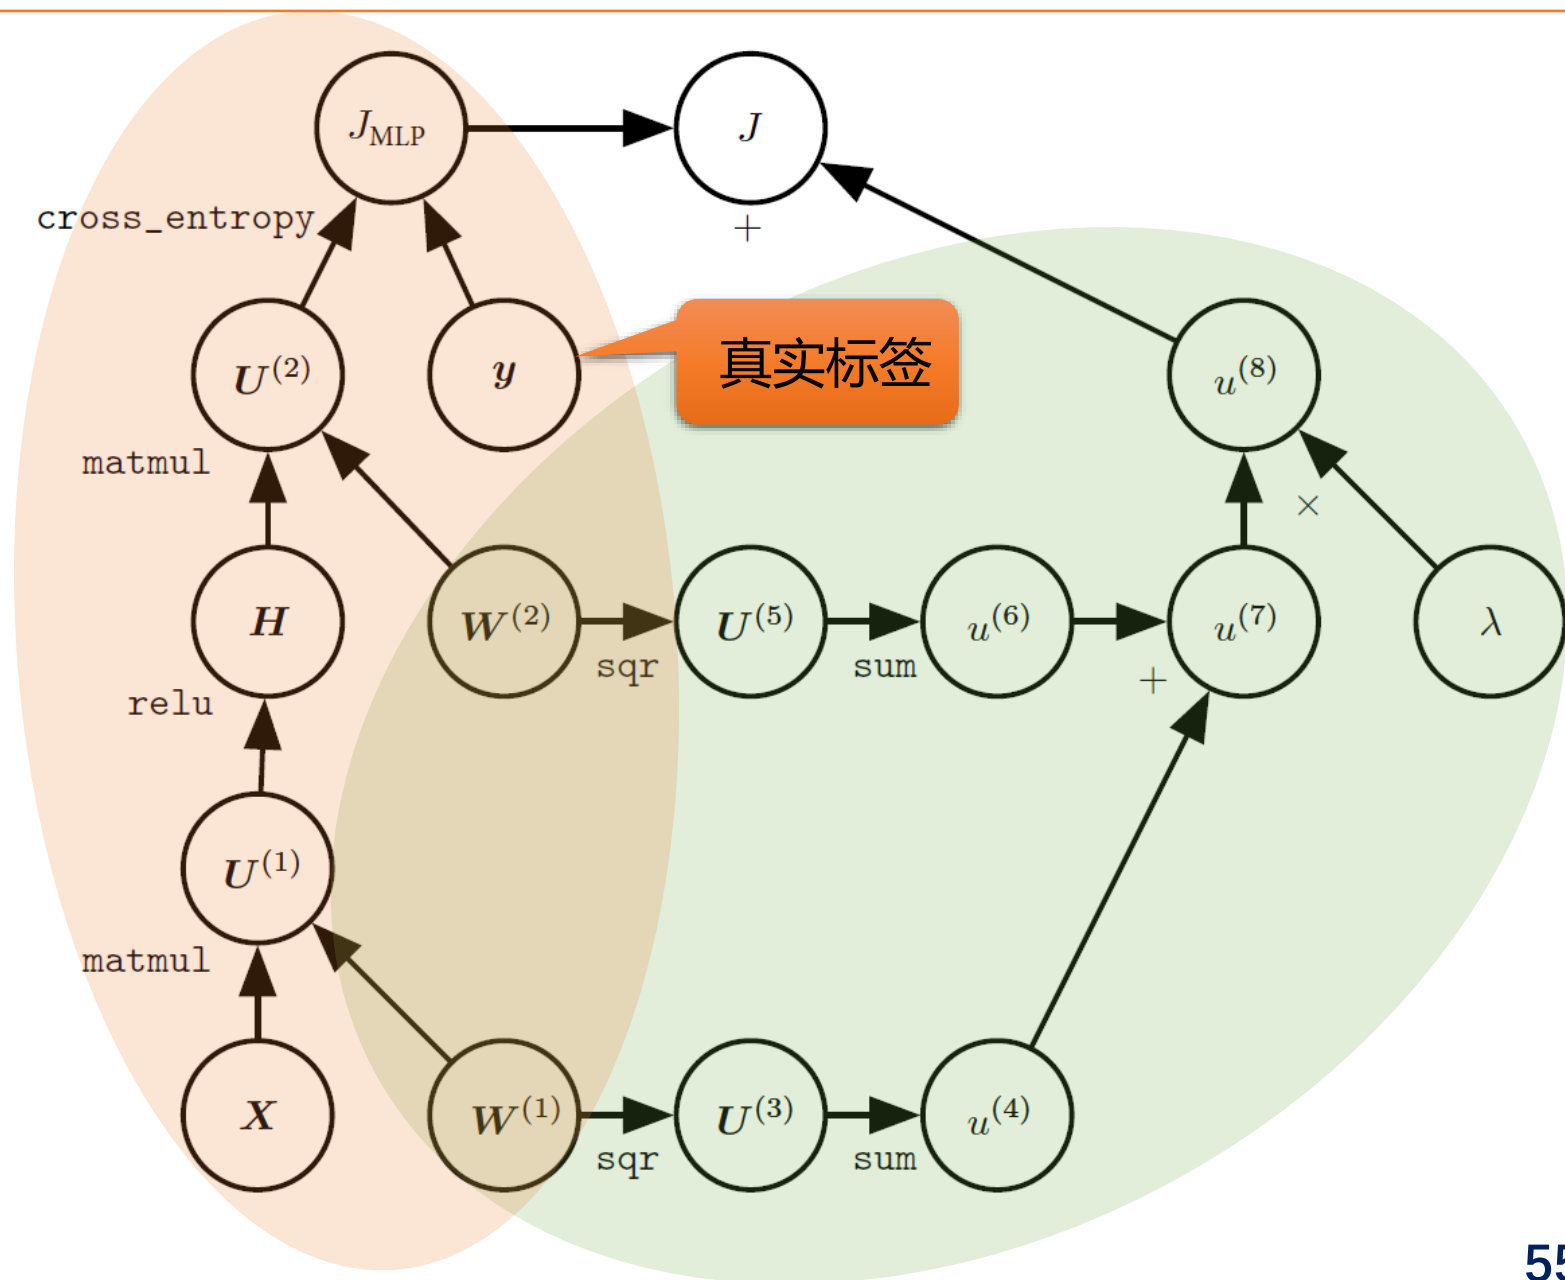 J_MLP
J
cross_entropy
+
U^(2)
y
真实标签
u^(8)
matmul
×
H
W^(2)
sqr
U^(5)
sum
u^(6)
+
u^(7)
λ
relu
U^(1)
matmul
X
W^(1)
sqr
U^(3)
sum
u^(4)
55